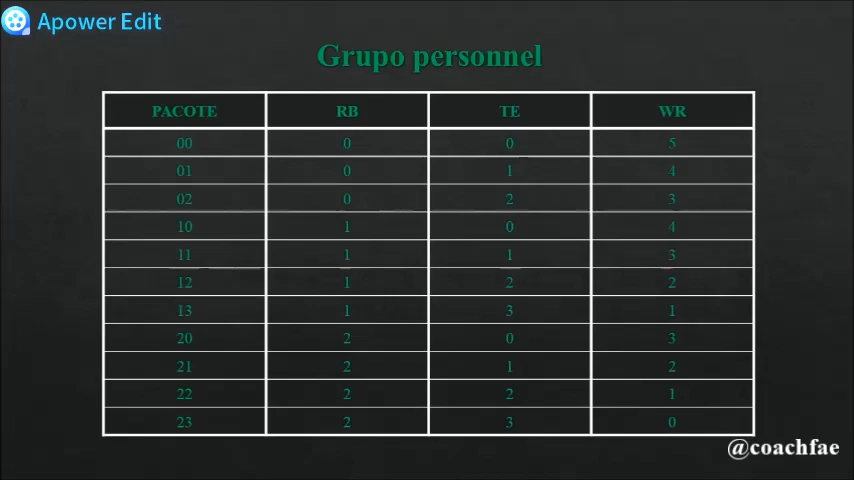 Apower Edit
Grupo personnel
PACOTE RB TE WR
00 0 0 5
01 0 1 4
02 0 2 3
10 1 0 4
11 1 1 3
12 1 2 2
13 1 3 1
20 2 0 3
21 2 1 2
22 2 2 1
23 2 3 0
@coachfae